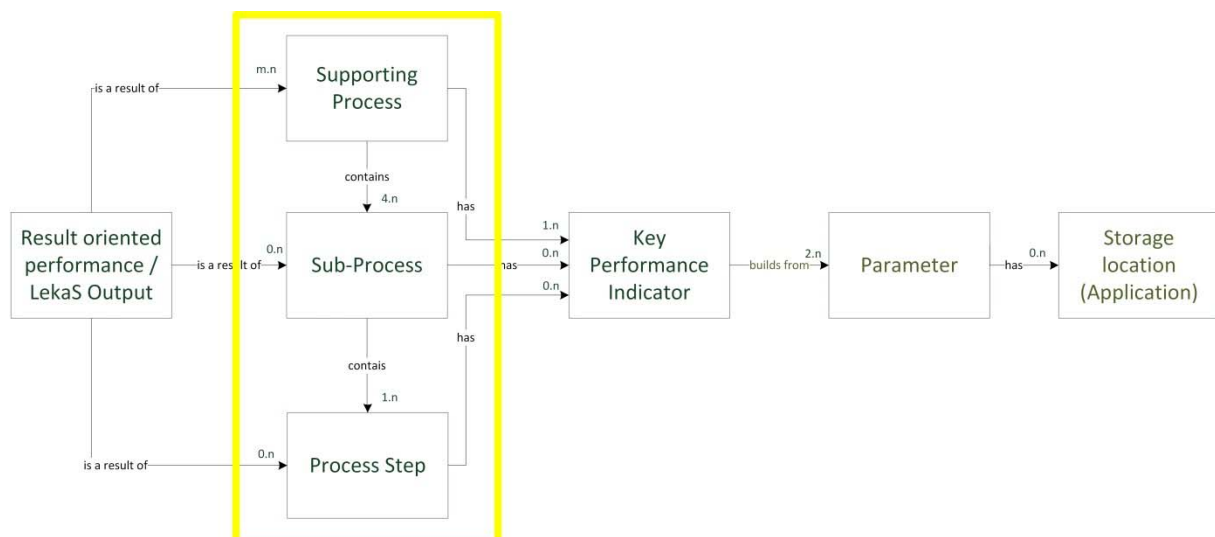 m.n
Supporting
Process
is a result of
contains
4.n
has
1.n
Result oriented
performance /
LekaS Output
0.n
is a result of
Sub-Process
has
0.n
Key
Performance
Indicator
builds from
2.n
Parameter
has
0.n
Storage
location
(Application)
0.n
has
contais
1.n
0.n
is a result of
Process Step